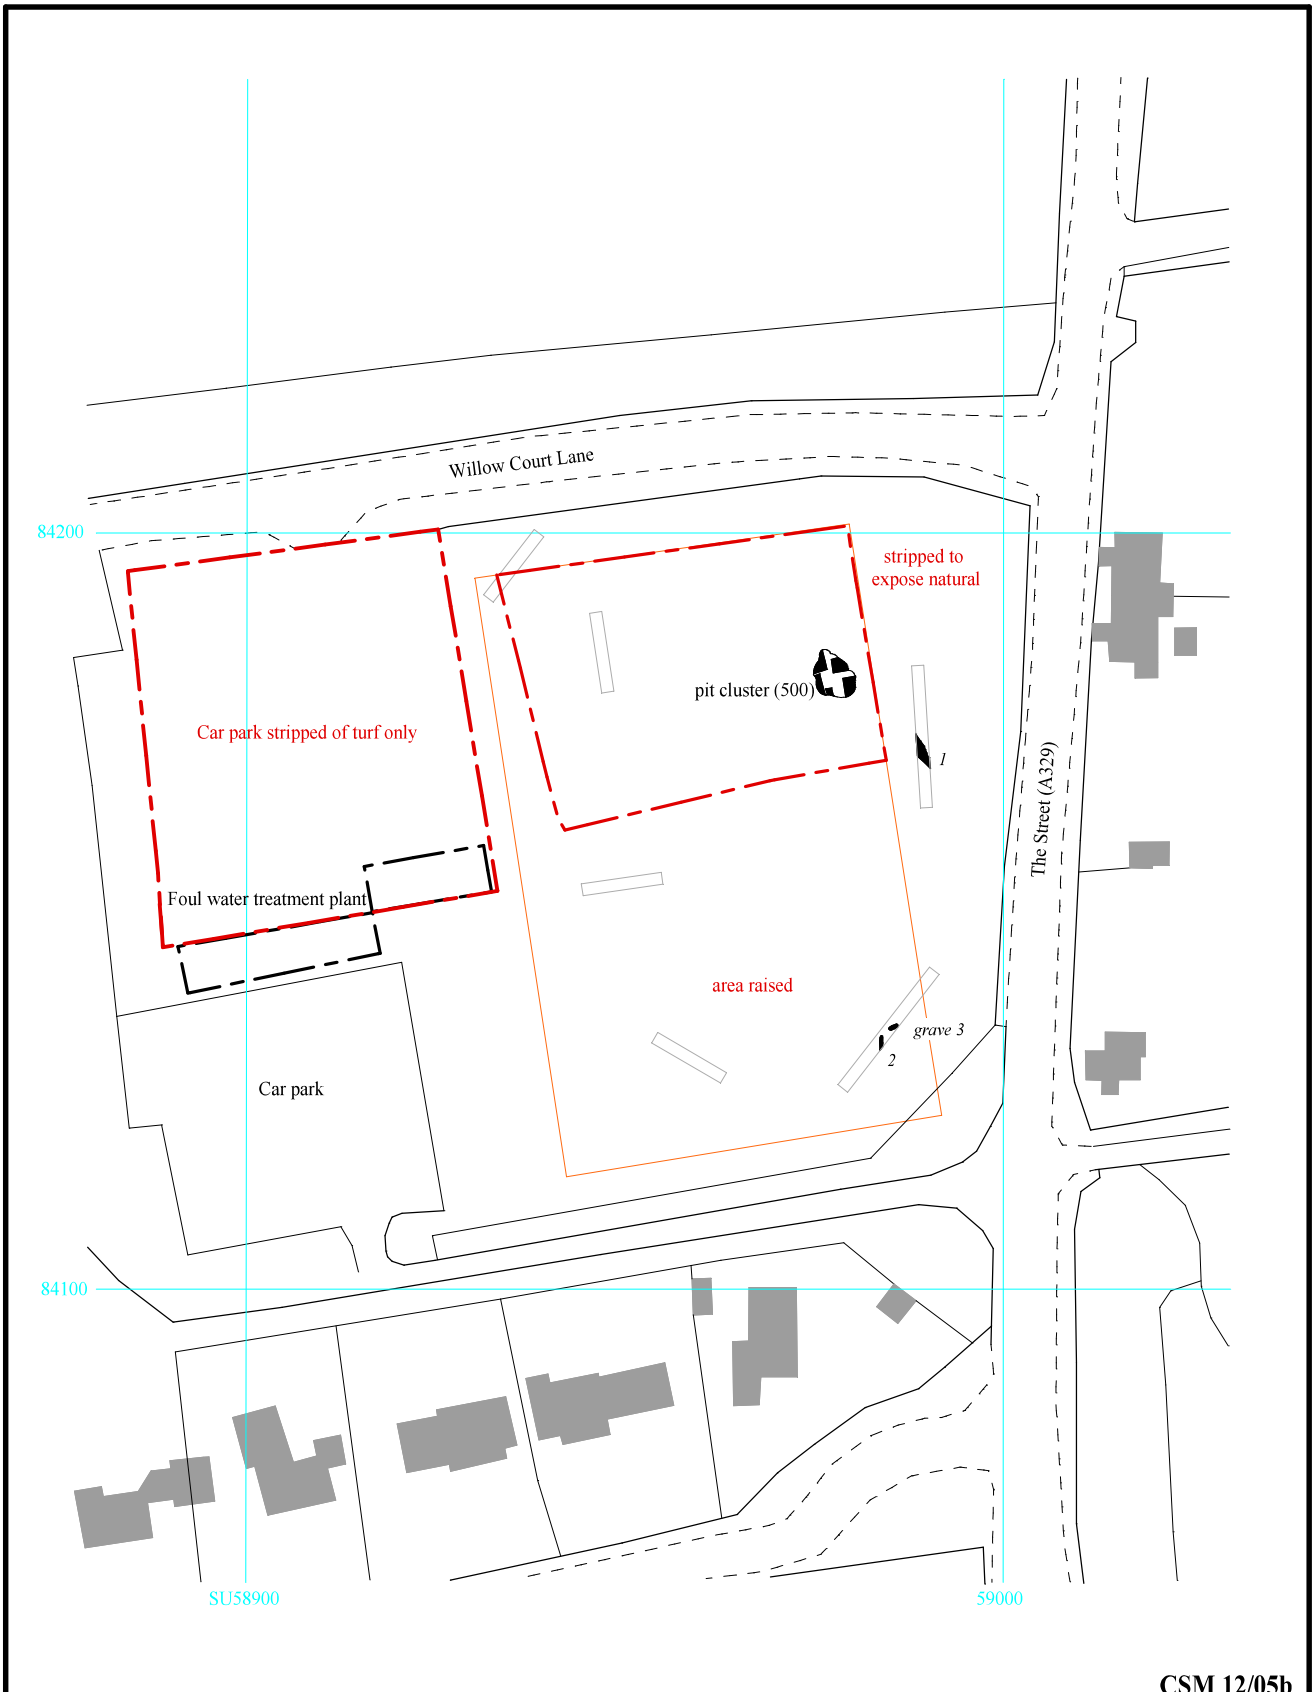 Willow Court Lane
84200
stripped to
expose natural
pit cluster (500)
Car park stripped of turf only
1
The Street (A329)
Foul water treatment plant
area raised
grave 3
2
Car park
84100
SU58900
59000
CSM 12/05b